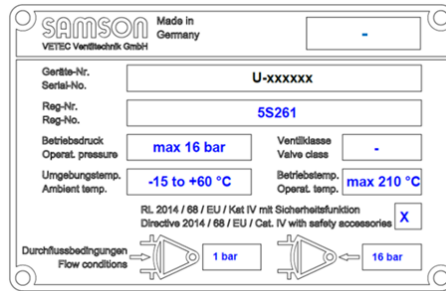 SAMSON
Made in
Germany
VETEC Ventiltechnik GmbH
-
Geräte-Nr.
Serial-No.
U-xxxxxx
Reg-Nr.
Reg-No.
5S261
Betriebsdruck
Operat. pressure
max 16 bar
Ventilklasse
Valve class
-
Umgebungstemp.
Ambient temp.
-15 to +60 °C
Betriebstemp.
Operat. temp.
max 210 °C
RL 2014 / 68 / EU / Kat IV mit Sicherheitsfunktion
Directive 2014 / 68 / EU / Cat. IV with safety accessories
X
Durchflussbedingungen
Flow conditions
1 bar
16 bar